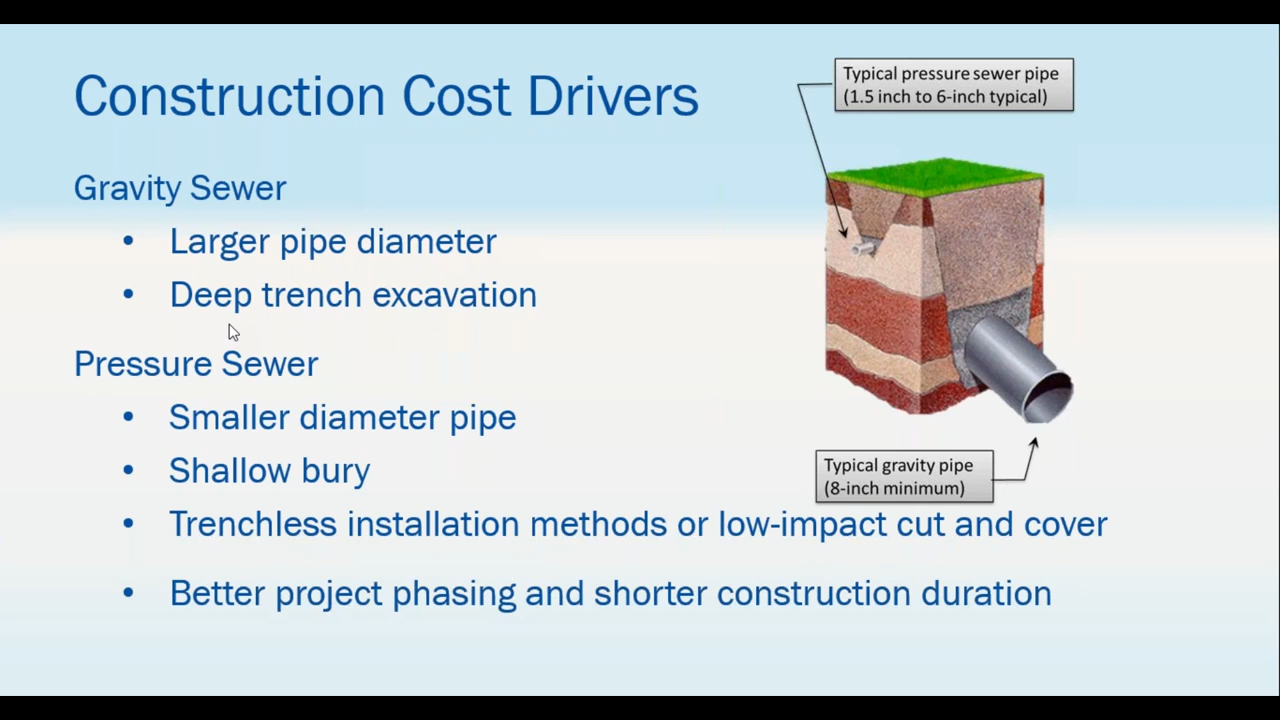 Construction Cost Drivers
Typical pressure sewer pipe
(1.5 inch to 6-inch typical)
Gravity Sewer
• Larger pipe diameter
• Deep trench excavation
Pressure Sewer
• Smaller diameter pipe
• Shallow bury
Typical gravity pipe
(8-inch minimum)
• Trenchless installation methods or low-impact cut and cover
• Better project phasing and shorter construction duration